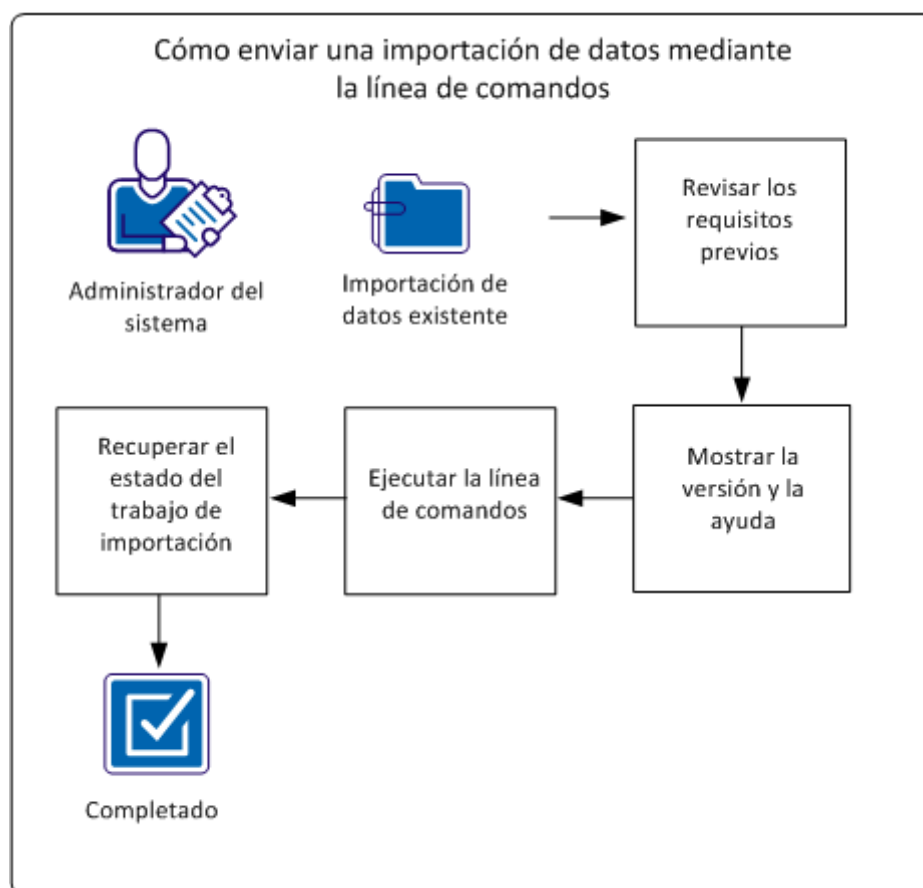 Cómo enviar una importación de datos mediante
la línea de comandos
Administrador del
sistema
Importación de
datos existente
Revisar los
requisitos
previos
Mostrar la
versión y la
ayuda
Ejecutar la línea
de comandos
Recuperar el
estado del
trabajo de
importación
Completado